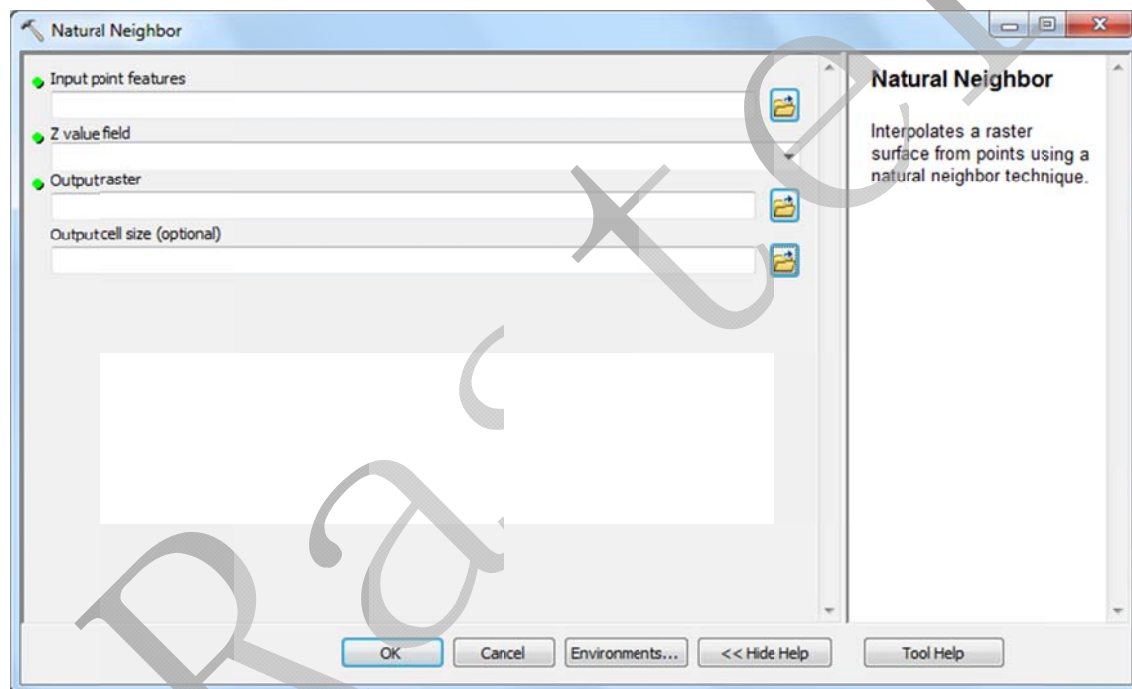 Natural Neighbor
Input point features
Z value field
Output raster
Output cell size (optional)
OK
Cancel
Environments...
<< Hide Help
Natural Neighbor
Interpolates a raster
surface from points using a
natural neighbor technique.
Tool Help